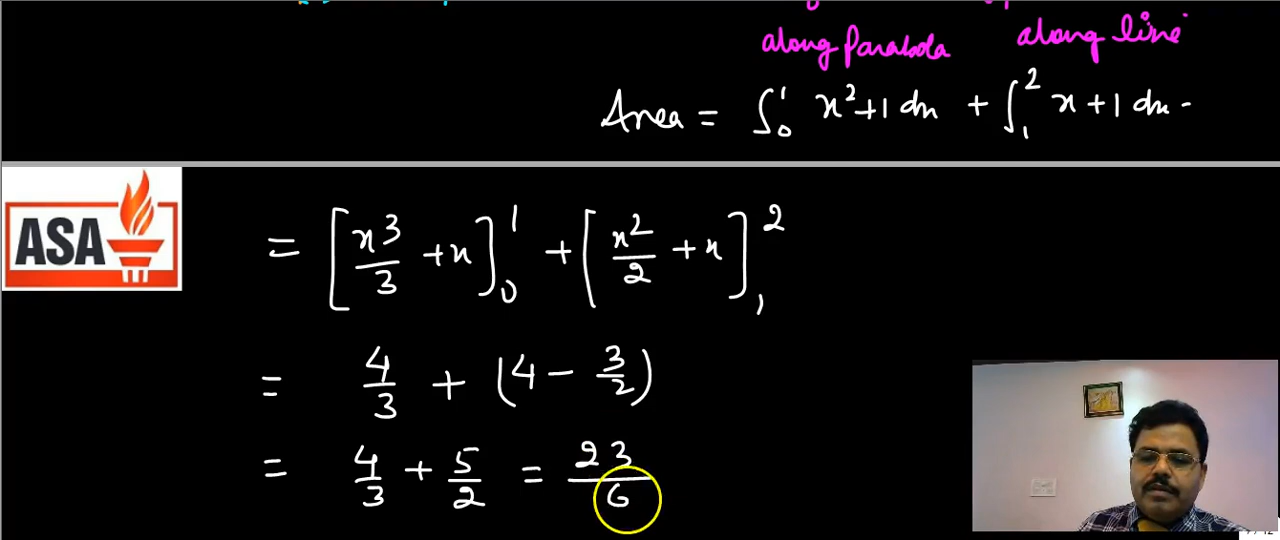 along Parabola along line
Area = ∫₀¹ x²+1 dx + ∫₁² x+1 dx -
ASA
= [x³/3 + x]₀¹ + [x²/2 + x]₁²
= 4/3 + (4 - 3/2)
= 4/3 + 5/2 = 23/6